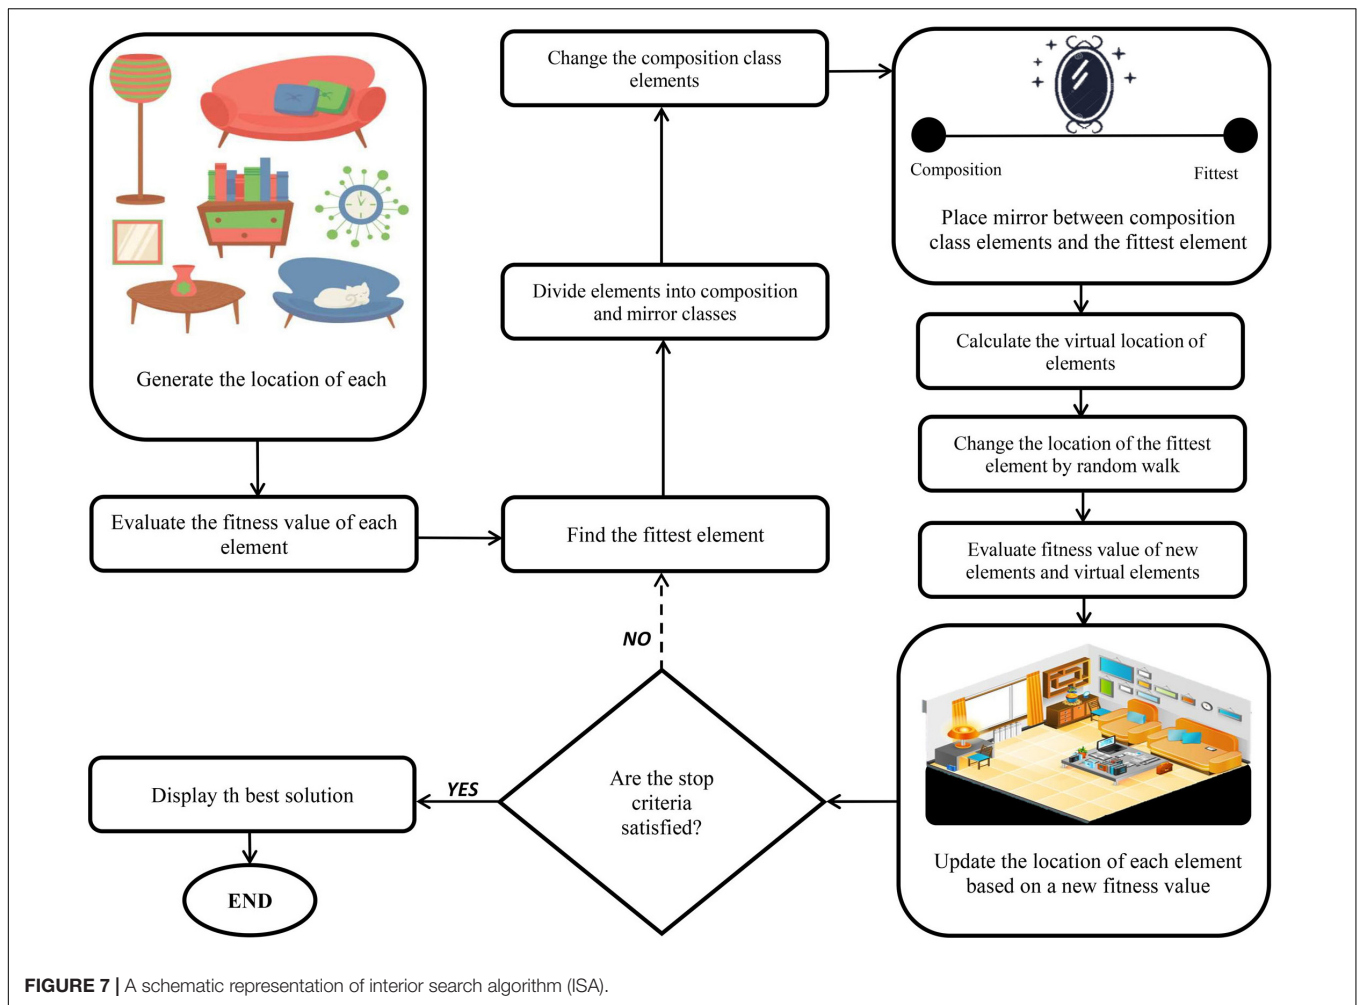 Generate the location of each
Evaluate the fitness value of each
element
Find the fittest element
Divide elements into composition
and mirror classes
Change the composition class
elements
Composition
Fittest
Place mirror between composition
class elements and the fittest element
Calculate the virtual location of
elements
Change the location of the fittest
element by random walk
Evaluate fitness value of new
elements and virtual elements
Update the location of each element
based on a new fitness value
Are the stop
criteria
satisfied?
NO
YES
Display th best solution
END
FIGURE 7 | A schematic representation of interior search algorithm (ISA).